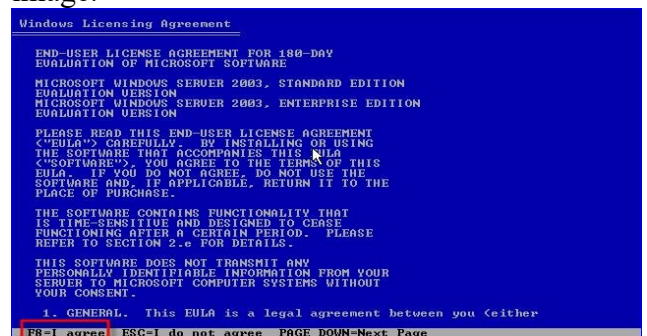 image.
Windows Licensing Agreement
END-USER LICENSE AGREEMENT FOR 180-DAY
EVALUATION OF MICROSOFT SOFTWARE
MICROSOFT WINDOWS SERVER 2003, STANDARD EDITION
EVALUATION VERSION
MICROSOFT WINDOWS SERVER 2003, ENTERPRISE EDITION
EVALUATION VERSION
PLEASE READ THIS END-USER LICENSE AGREEMENT
("EULA") CAREFULLY. BY INSTALLING OR USING
THE SOFTWARE THAT ACCOMPANIES THIS EULA
("SOFTWARE"), YOU AGREE TO THE TERMS OF THIS
EULA. IF YOU DO NOT AGREE, DO NOT USE THE
SOFTWARE AND, IF APPLICABLE, RETURN IT TO THE
PLACE OF PURCHASE.
THE SOFTWARE CONTAINS FUNCTIONALITY THAT
IS TIME-SENSITIVE AND DESIGNED TO CEASE
FUNCTIONING AFTER A CERTAIN PERIOD. PLEASE
REFER TO SECTION 2.e FOR DETAILS.
THIS SOFTWARE DOES NOT TRANSMIT ANY
PERSONALLY IDENTIFIABLE INFORMATION FROM YOUR
SERVER TO MICROSOFT COMPUTER SYSTEMS WITHOUT
YOUR CONSENT.
1. GENERAL. This EULA is a legal agreement between you (either
F8=I agree ESC=I do not agree PAGE DOWN=Next Page